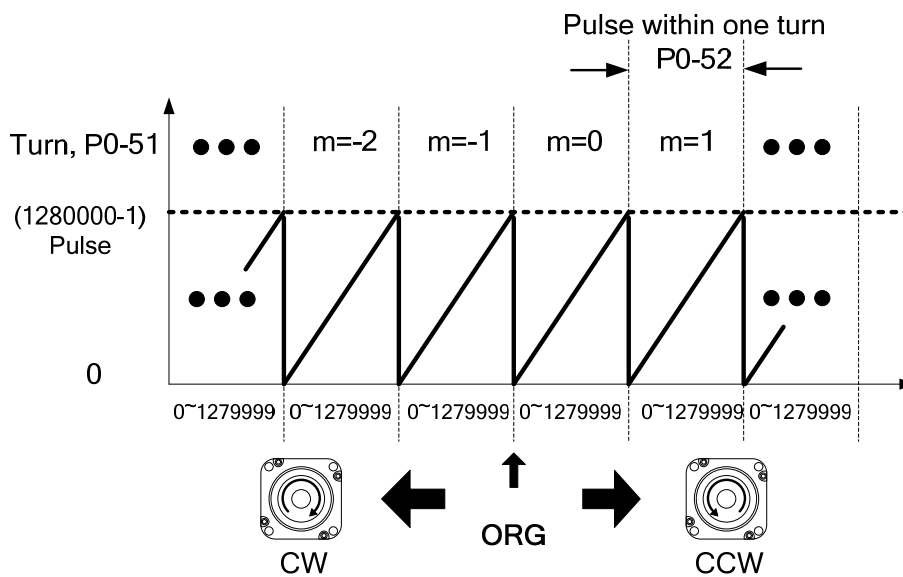 Pulse within one turn
P0-52
Turn, P0-51
m=-2
m=-1
m=0
m=1
(1280000-1)
Pulse
0
0~1279999
0~1279999
0~1279999
0~1279999
0~1279999
0~1279999
ORG
CW
CCW